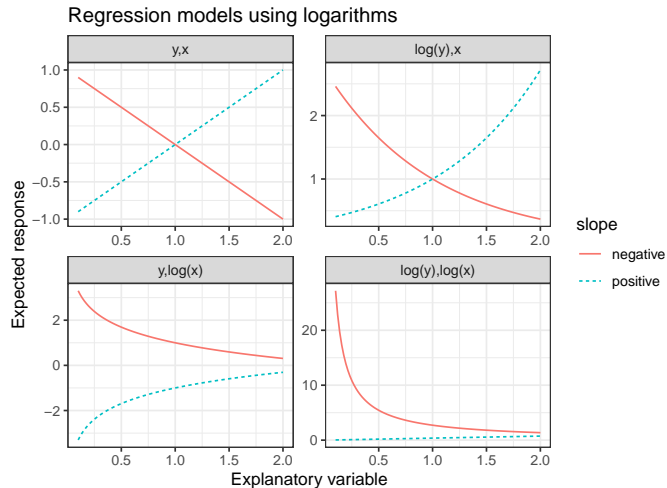 Regression models using logarithms
y,x
log(y),x
1.0
0.5
0.0
−0.5
−1.0
2
1
0.5 1.0 1.5 2.0
0.5 1.0 1.5 2.0
y,log(x)
log(y),log(x)
2
0
−2
20
10
0
0.5 1.0 1.5 2.0
0.5 1.0 1.5 2.0
Expected response
Explanatory variable
slope
negative
positive